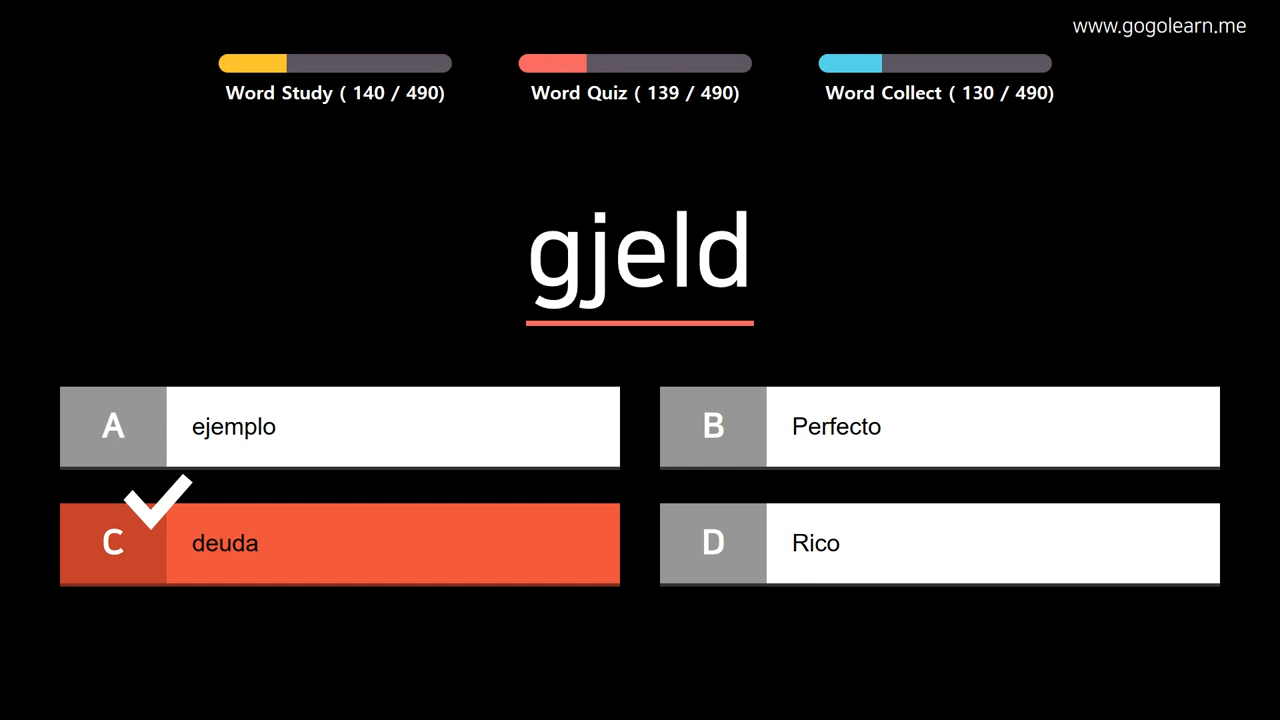 www.gogolearn.me
Word Study ( 140 / 490)
Word Quiz ( 139 / 490)
Word Collect ( 130 / 490)
gjeld
A ejemplo
B Perfecto
C deuda
D Rico